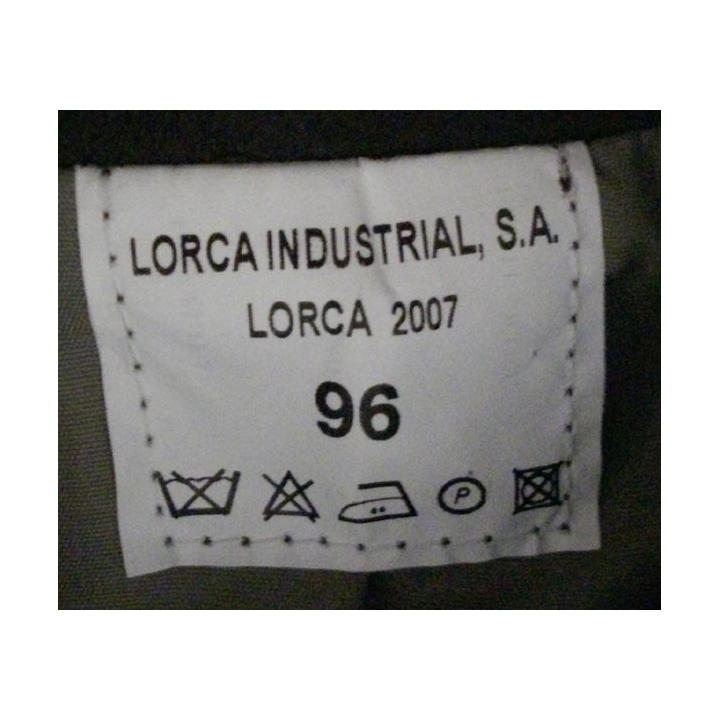 LORCA INDUSTRIAL, S.A.
LORCA 2007
96
P